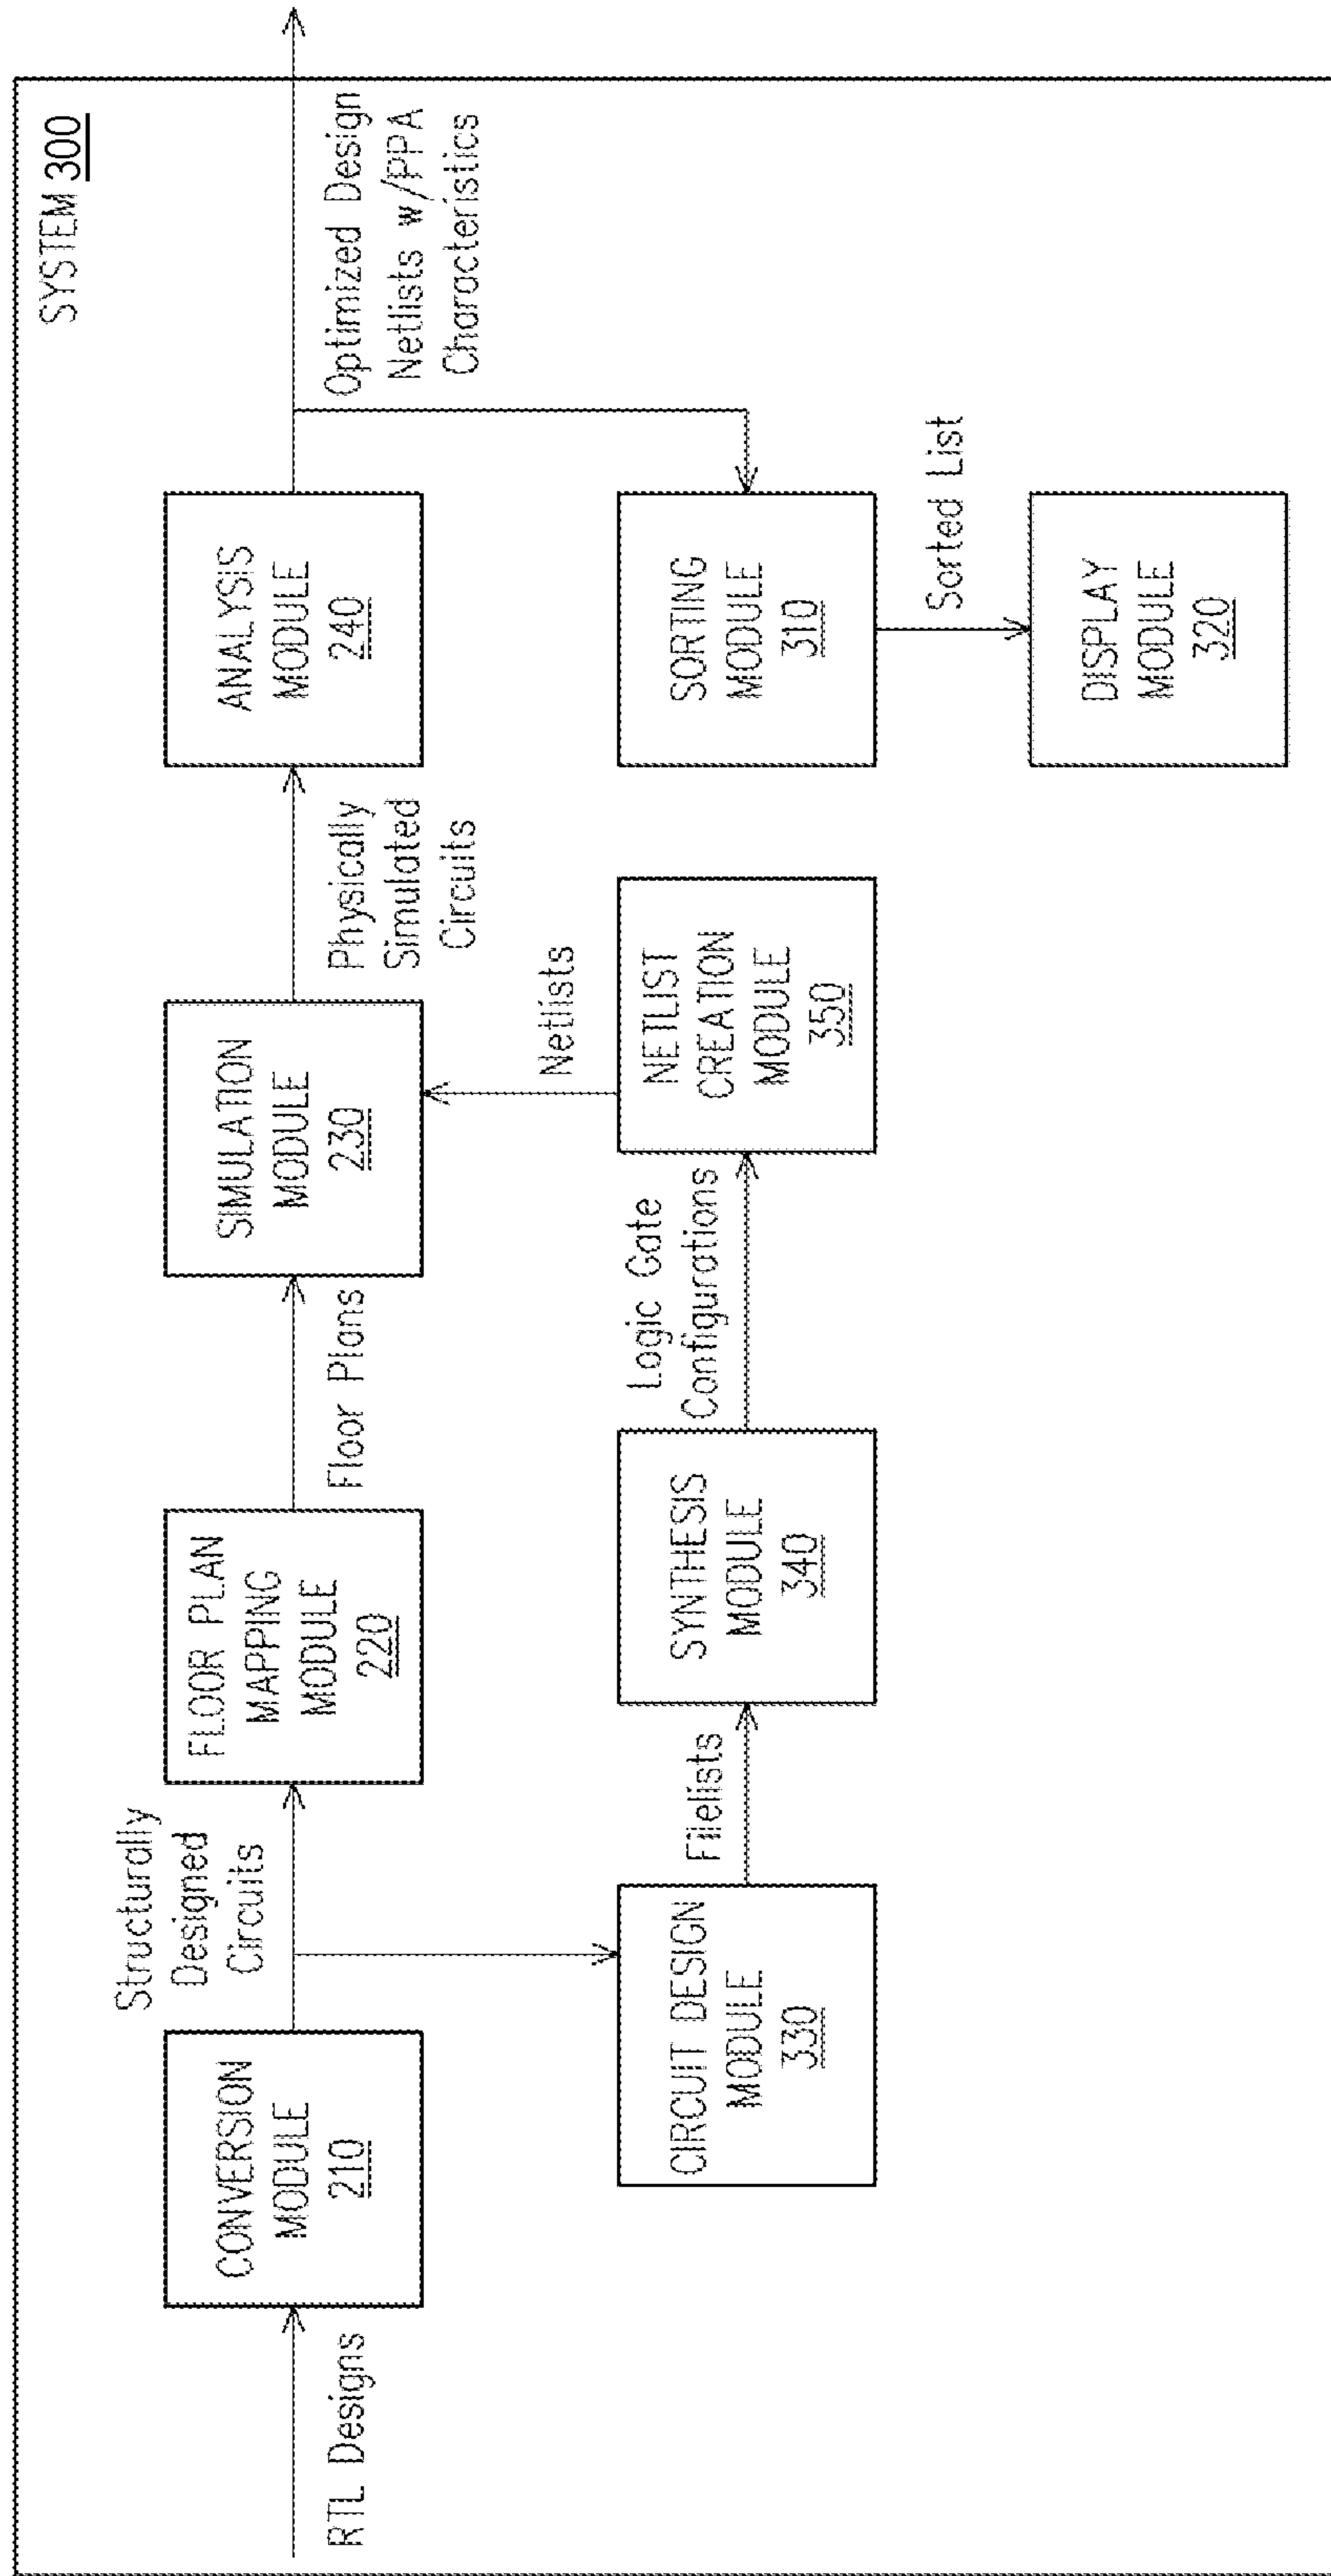 SYSTEM 300
RTL Designs
CONVERSION
MODULE
210
Structurally
Designed
Circuits
FLOOR PLAN
MAPPING
MODULE
220
Floor Plans
SIMULATION
MODULE
230
Physically
Simulated
Circuits
ANALYSIS
MODULE
240
Optimized Design
Netlists w/PPA
Characteristics
CIRCUIT DESIGN
MODULE
330
Filelists
SYNTHESIS
MODULE
340
Logic Gate
Configurations
NETLIST
CREATION
MODULE
350
Netlists
SORTING
MODULE
310
Sorted List
DISPLAY
MODULE
320